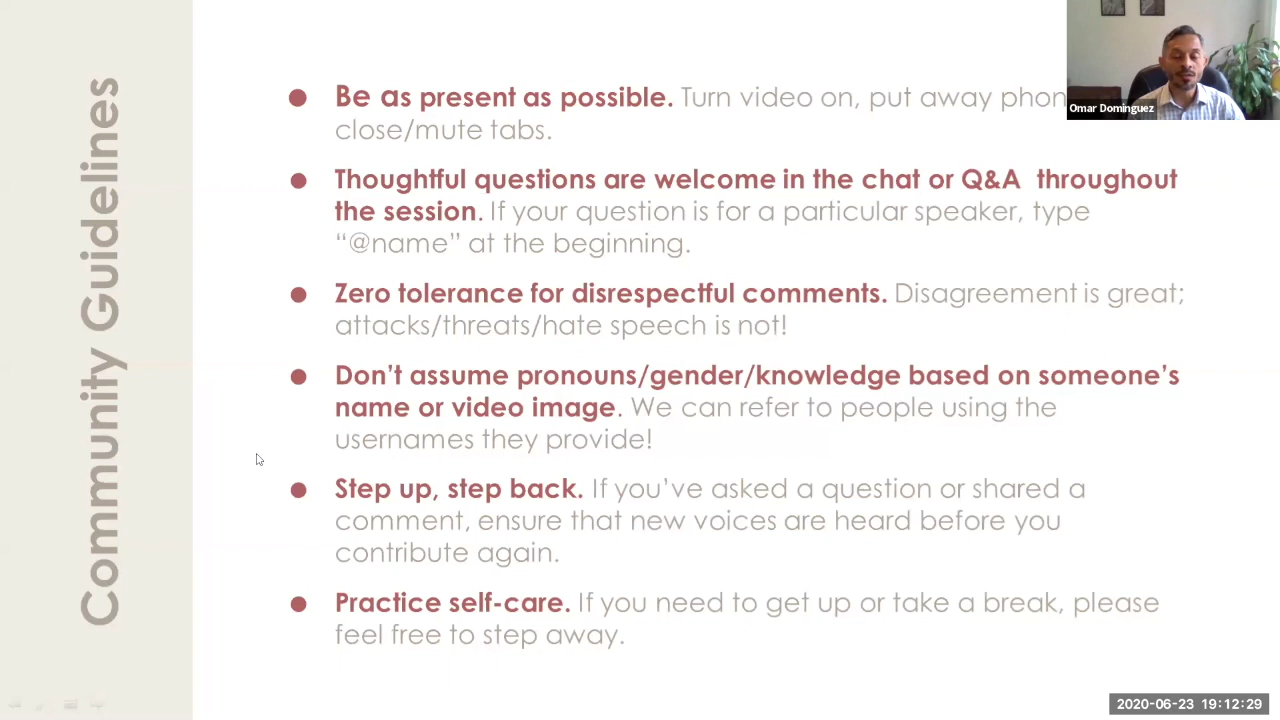 Community Guidelines
● Be as present as possible. Turn video on, put away phon
close/mute tabs.
● Thoughtful questions are welcome in the chat or Q&A throughout
the session. If your question is for a particular speaker, type
“@name” at the beginning.
● Zero tolerance for disrespectful comments. Disagreement is great;
attacks/threats/hate speech is not!
● Don’t assume pronouns/gender/knowledge based on someone’s
name or video image. We can refer to people using the
usernames they provide!
● Step up, step back. If you’ve asked a question or shared a
comment, ensure that new voices are heard before you
contribute again.
● Practice self-care. If you need to get up or take a break, please
feel free to step away.
Omar Dominguez
2020-06-23 19:12:29